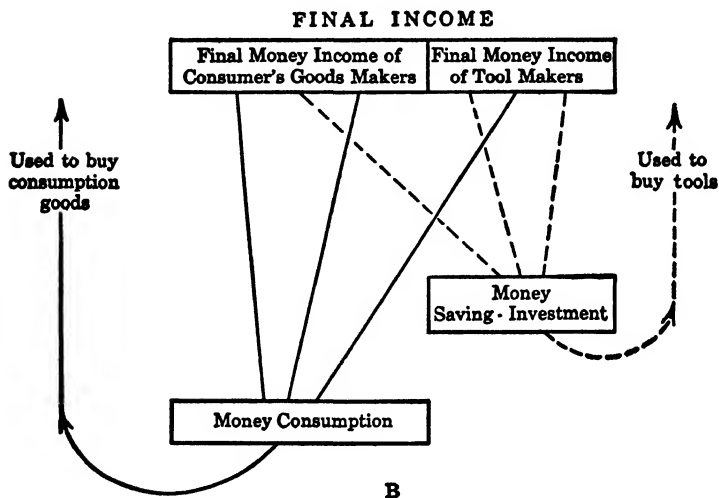 FINAL INCOME
Final Money Income of
Consumer's Goods Makers
Final Money Income
of Tool Makers
Used to buy
consumption
goods
Used to
buy tools
Money
Saving · Investment
Money Consumption
B